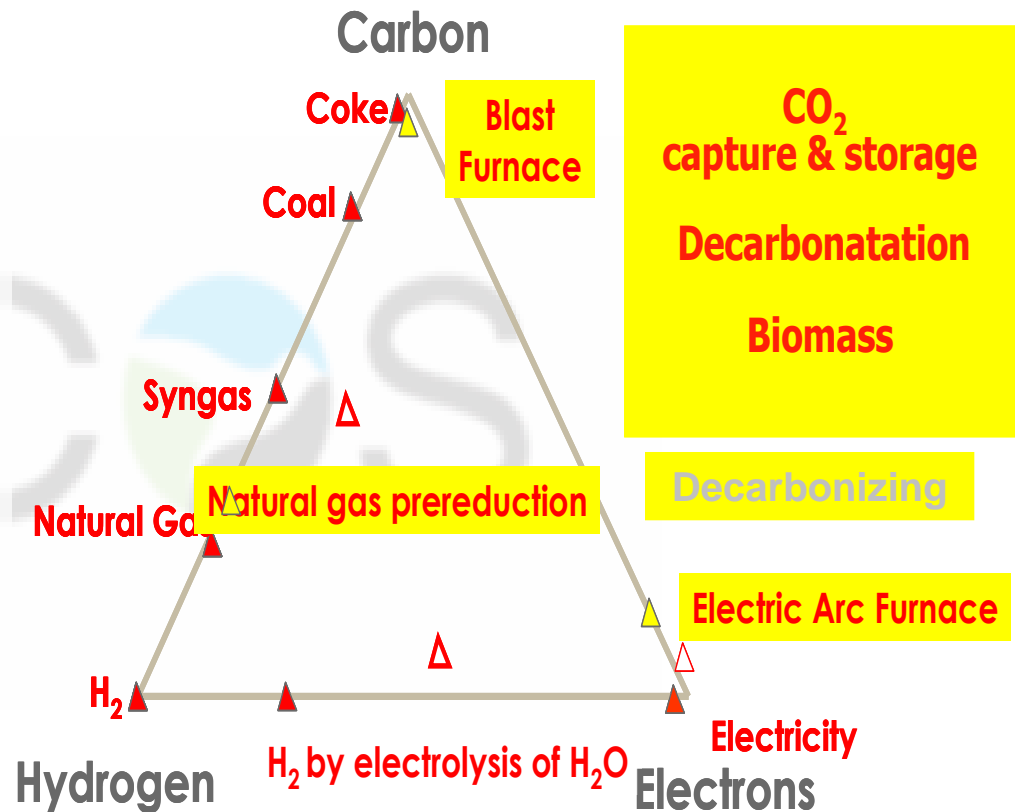 Carbon
Coke
Blast
Furnace
CO2
capture & storage
Decarbonatation
Biomass
Coal
Syngas
Natural gas prereduction
Decarbonizing
Natural Gas
Electric Arc Furnace
H2
Electricity
H2 by electrolysis of H2O
Hydrogen
Electrons